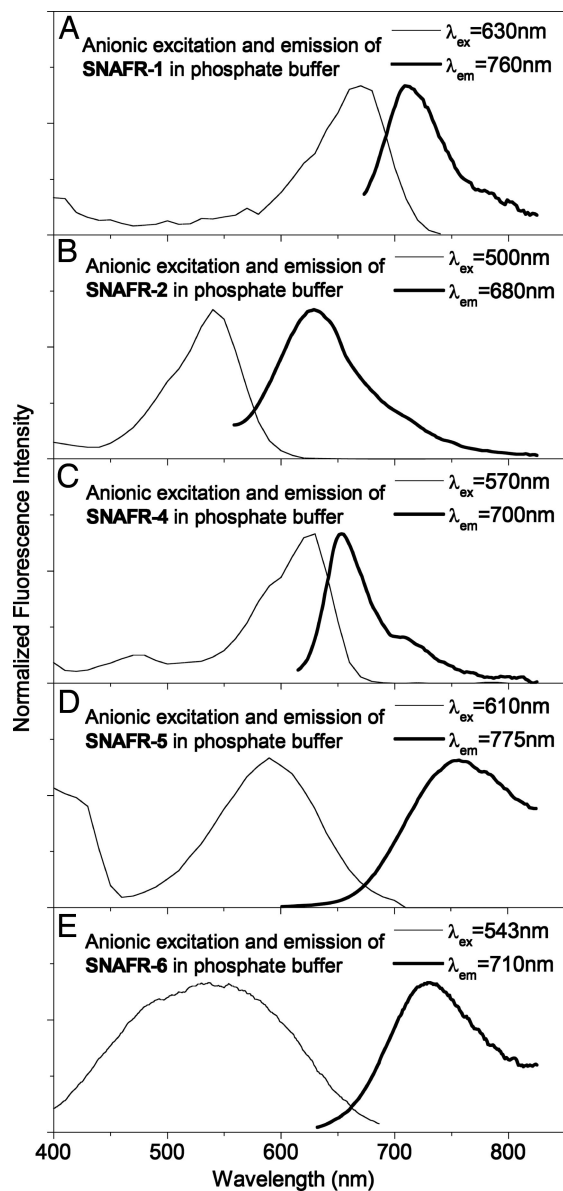 A
Anionic excitation and emission of
SNAFR-1 in phosphate buffer
λex=630nm
λem=760nm
B
Anionic excitation and emission of
SNAFR-2 in phosphate buffer
λex=500nm
λem=680nm
C
Anionic excitation and emission of
SNAFR-4 in phosphate buffer
λex=570nm
λem=700nm
D
Anionic excitation and emission of
SNAFR-5 in phosphate buffer
λex=610nm
λem=775nm
E
Anionic excitation and emission of
SNAFR-6 in phosphate buffer
λex=543nm
λem=710nm
Normalized Fluorescence Intensity
400 500 600 700 800
Wavelength (nm)